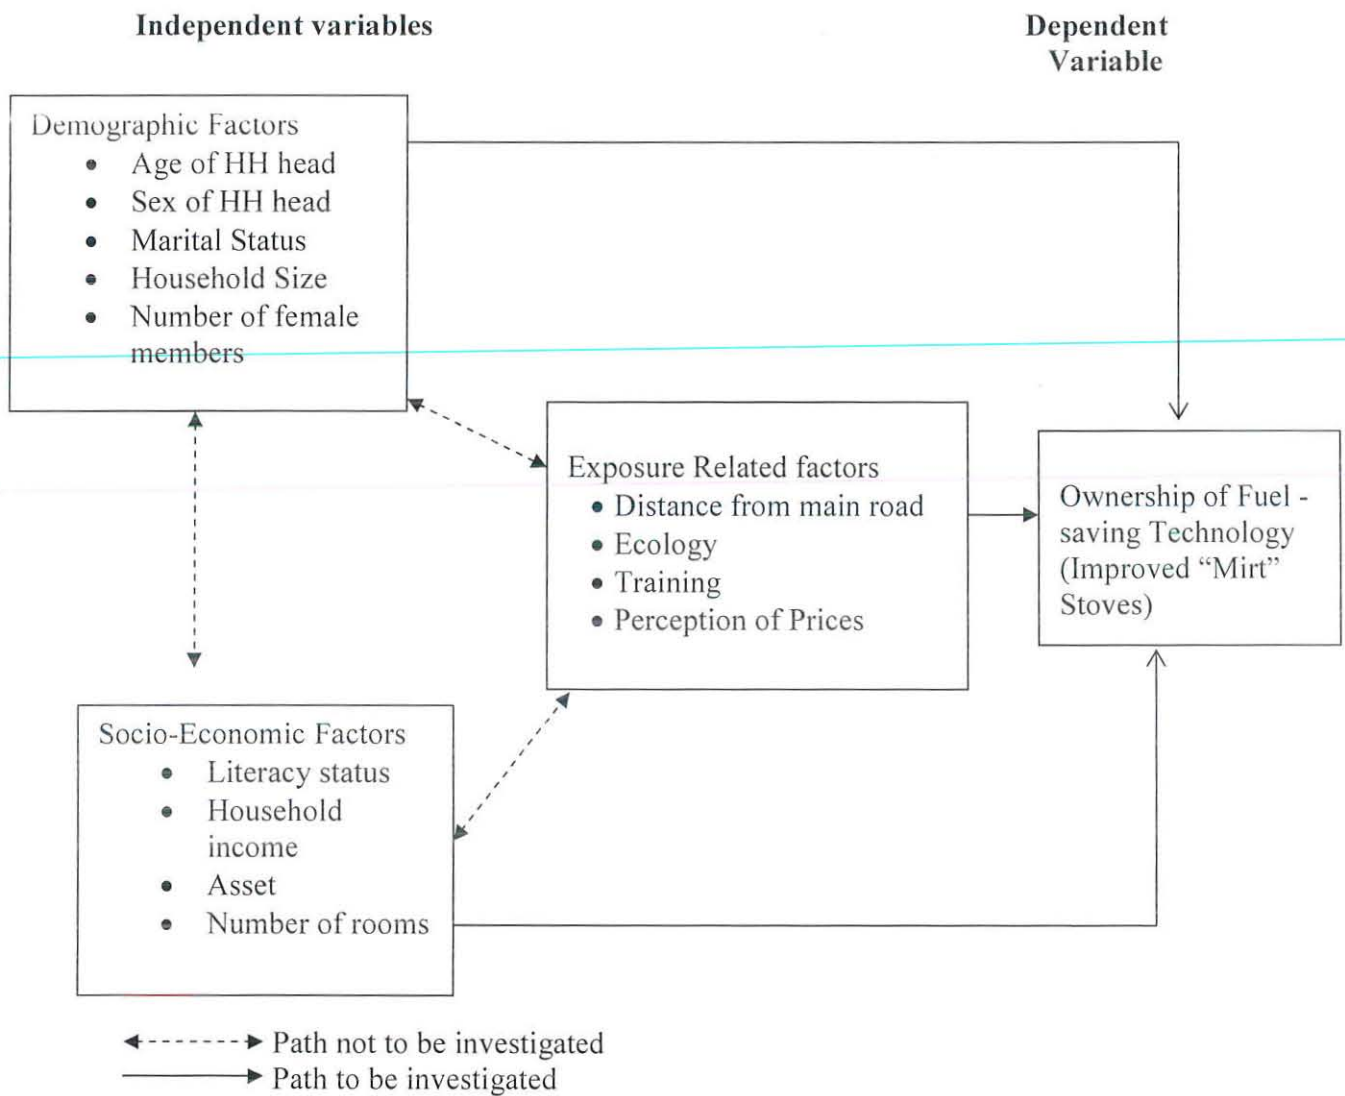 Independent variables
Dependent
Variable
Demographic Factors
• Age of HH head
• Sex of HH head
• Marital Status
• Household Size
• Number of female
members
Exposure Related factors
• Distance from main road
• Ecology
• Training
• Perception of Prices
Ownership of Fuel -
saving Technology
(Improved “Mirt”
Stoves)
Socio-Economic Factors
• Literacy status
• Household
income
• Asset
• Number of rooms
Path not to be investigated
Path to be investigated